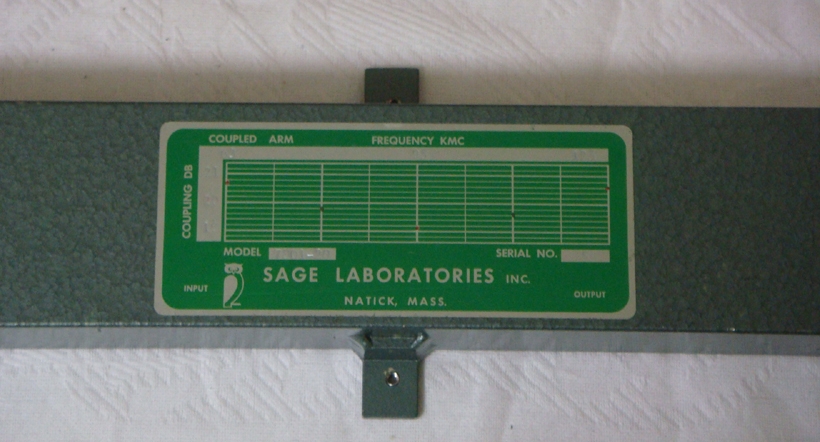 COUPLED ARM FREQUENCY KMC
COUPLING DB
MODEL SERIAL NO.
SAGE LABORATORIES INC.
INPUT OUTPUT
NATICK, MASS.